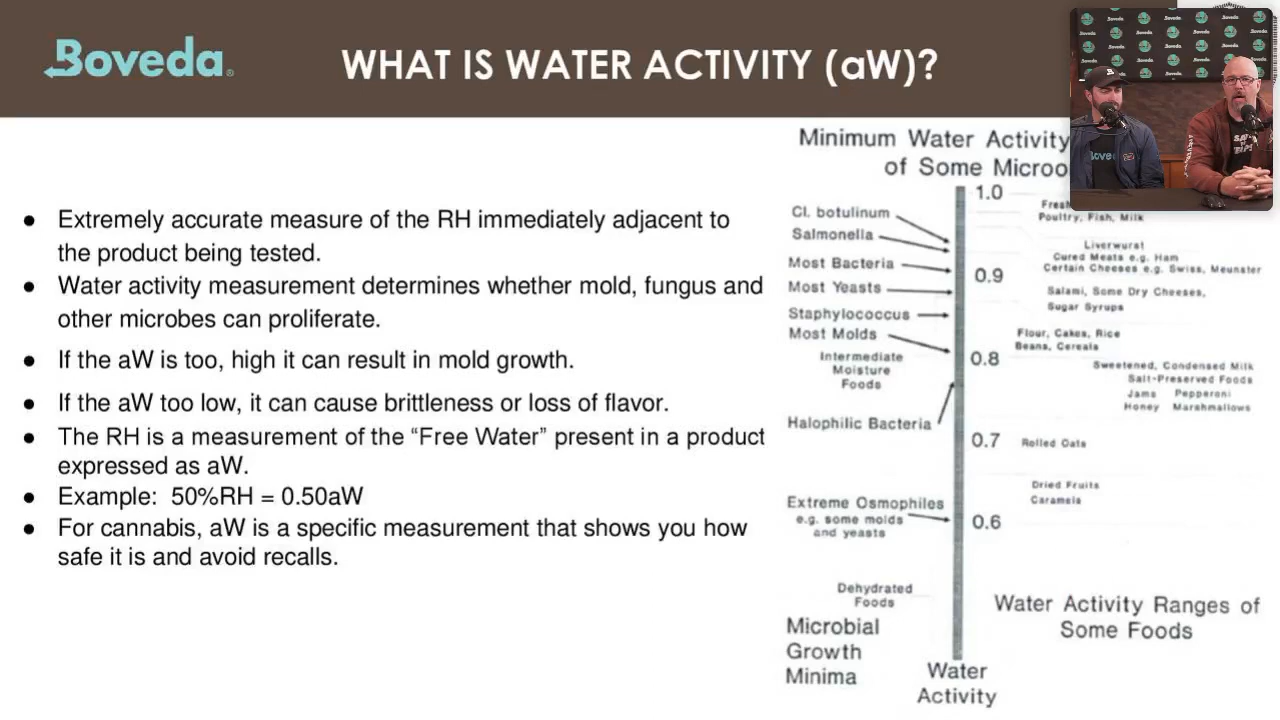 Boveda®
WHAT IS WATER ACTIVITY (aW)?
● Extremely accurate measure of the RH immediately adjacent to
the product being tested.
● Water activity measurement determines whether mold, fungus and
other microbes can proliferate.
● If the aW is too, high it can result in mold growth.
● If the aW too low, it can cause brittleness or loss of flavor.
● The RH is a measurement of the “Free Water” present in a product
expressed as aW.
● Example: 50%RH = 0.50aW
● For cannabis, aW is a specific measurement that shows you how
safe it is and avoid recalls.
Minimum Water Activity
of Some Microo
Cl. botulinum
Salmonella
Most Bacteria
Most Yeasts
Staphylococcus
Most Molds
Intermediate
Moisture
Foods
Halophilic Bacteria
Extreme Osmophiles
e.g. some molds
and yeasts
Dehydrated
Foods
Microbial
Growth
Minima
1.0
0.9
0.8
0.7
0.6
Water
Activity
Fresh
Poultry, Fish, Milk
Liverwurst
Cured Meats e.g. Ham
Certain Cheeses e.g. Swiss, Meunster
Salami, Some Dry Cheeses,
Sugar Syrups
Flour, Cakes, Rice
Beans, Cereals
Sweetened, Condensed Milk
Salt-Preserved Foods
Jams Pepperoni
Honey Marshmallows
Rolled Oats
Dried Fruits
Caramels
Water Activity Ranges of
Some Foods